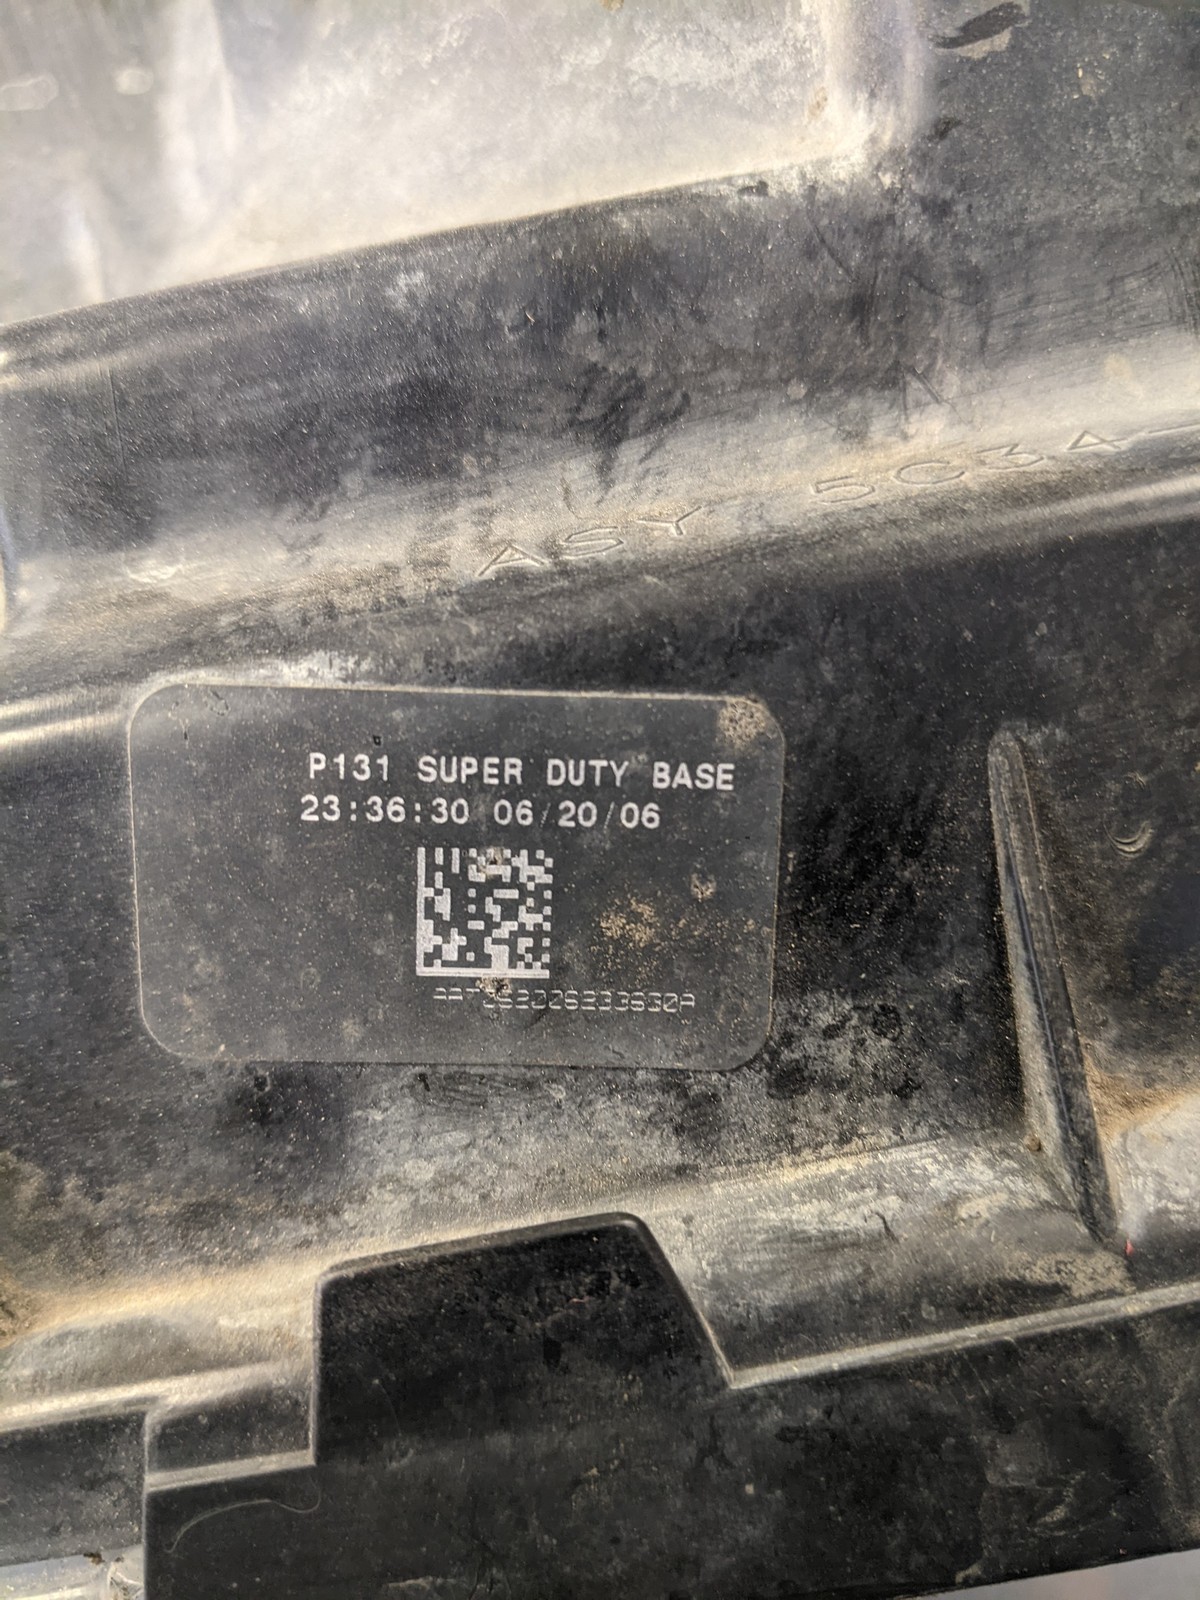 ASY 5C34-
P131 SUPER DUTY BASE
23:36:30 06/20/06